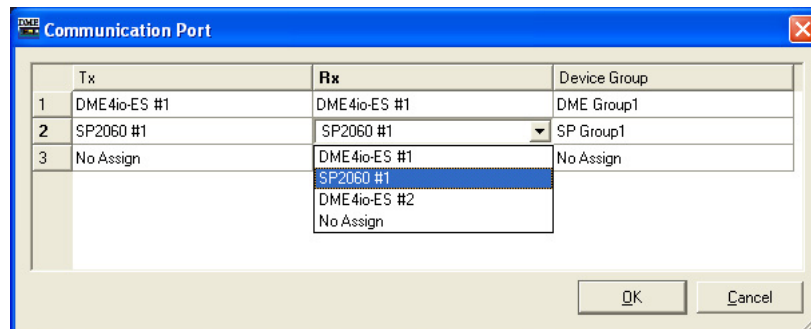 DME Communication Port
Tx Rx Device Group
1 DME4io-ES #1 DME4io-ES #1 DME Group1
2 SP2060 #1 SP2060 #1 SP Group1
3 No Assign DME4io-ES #1 No Assign
SP2060 #1
DME4io-ES #2
No Assign
OK Cancel